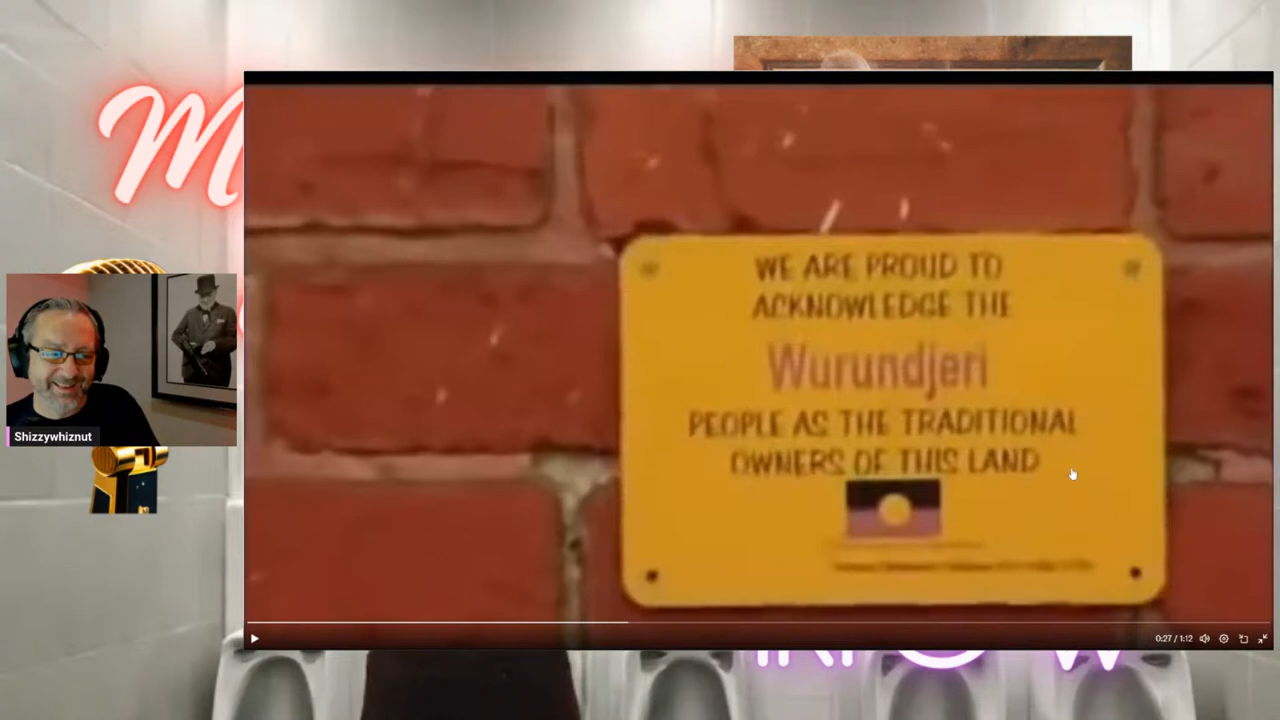 M
WE ARE PROUD TO
ACKNOWLEDGE THE
Wurundjeri
PEOPLE AS THE TRADITIONAL
OWNERS OF THIS LAND
Shizzywhiznut
0:27 / 1:12